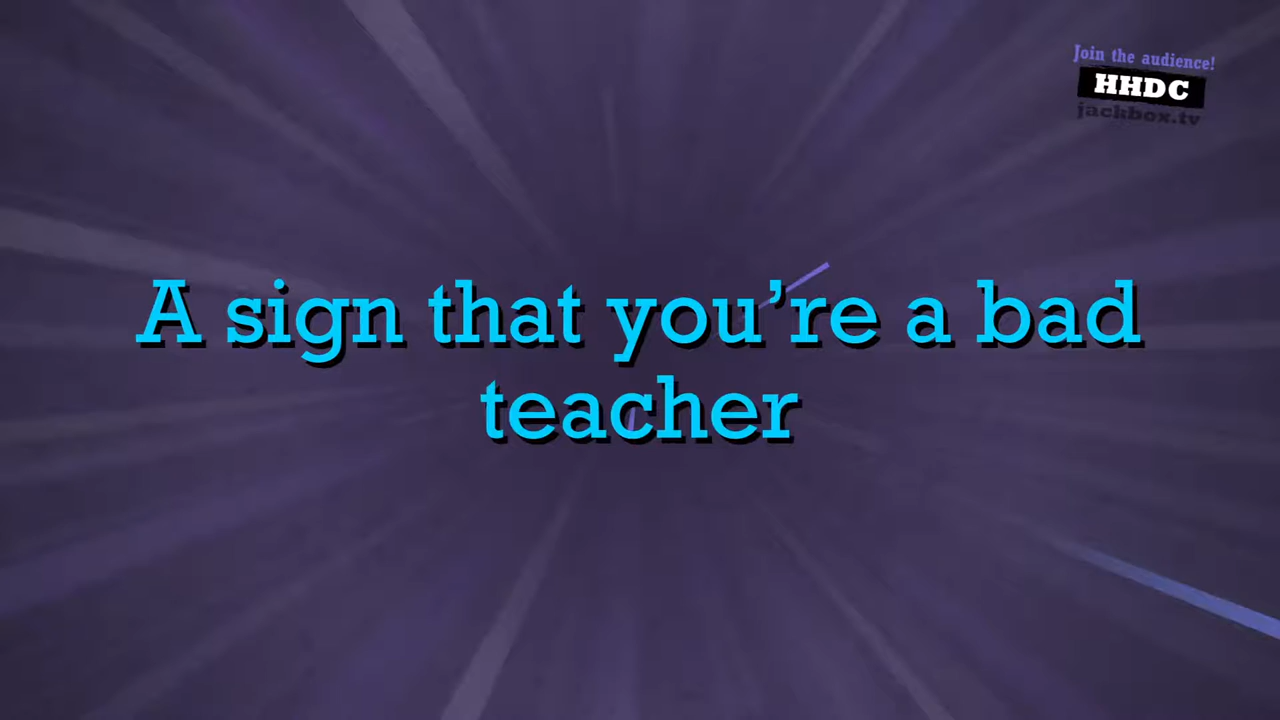 Join the audience!
HHDC
jackbox.tv
A sign that you’re a bad
teacher